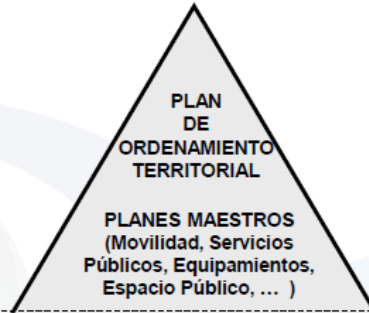 PLAN
DE
ORDENAMIENTO
TERRITORIAL
PLANES MAESTROS
(Movilidad, Servicios
Públicos, Equipamientos,
Espacio Público, ... )